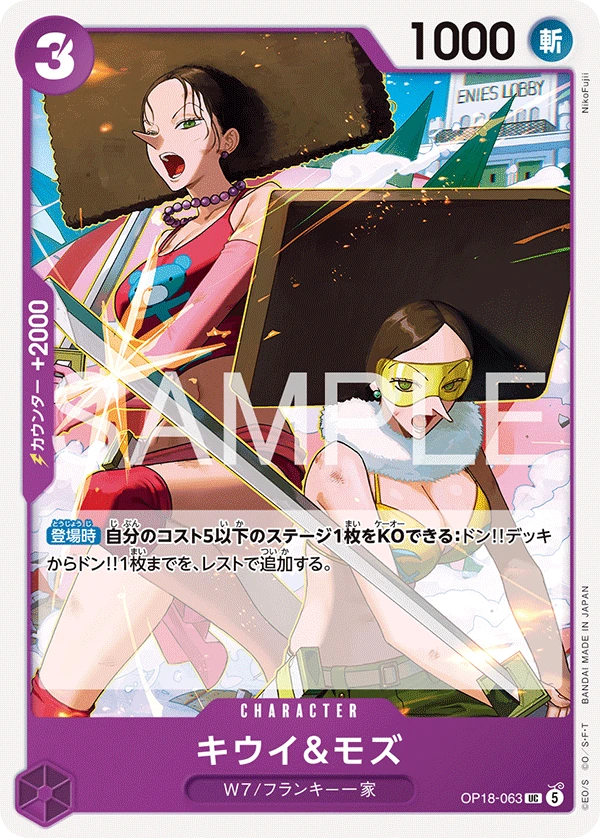 3
1000
斬
NikoFujii
ENIES LOBBY
カウンター +2000
SAMPLE
登場時 自分のコスト5以下のステージ1枚をKOできる:ドン!!デッキ
からドン!!1枚までを、レストで追加する。
CHARACTER
キウイ&モズ
W7/フランキー一家
OP18-063 UC 5
©E.O/S ©O/S・F・T BANDAI MADE IN JAPAN